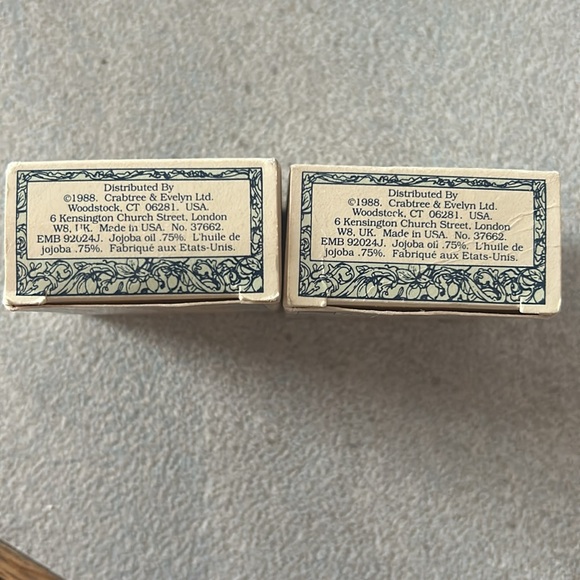 Distributed By
©1988. Crabtree & Evelyn Ltd.
Woodstock, CT 06281. USA.
6 Kensington Church Street, London
W8, UK. Made in USA. No. 37662.
EMB 92024J. Jojoba oil .75%. L'huile de
jojoba .75%. Fabriqué aux Etats-Unis.
Distributed By
©1988. Crabtree & Evelyn Ltd.
Woodstock, CT 06281. USA.
6 Kensington Church Street, London
W8, UK. Made in USA. No. 37662.
EMB 92024J. Jojoba oil .75%. L'huile de
jojoba .75%. Fabriqué aux Etats-Unis.